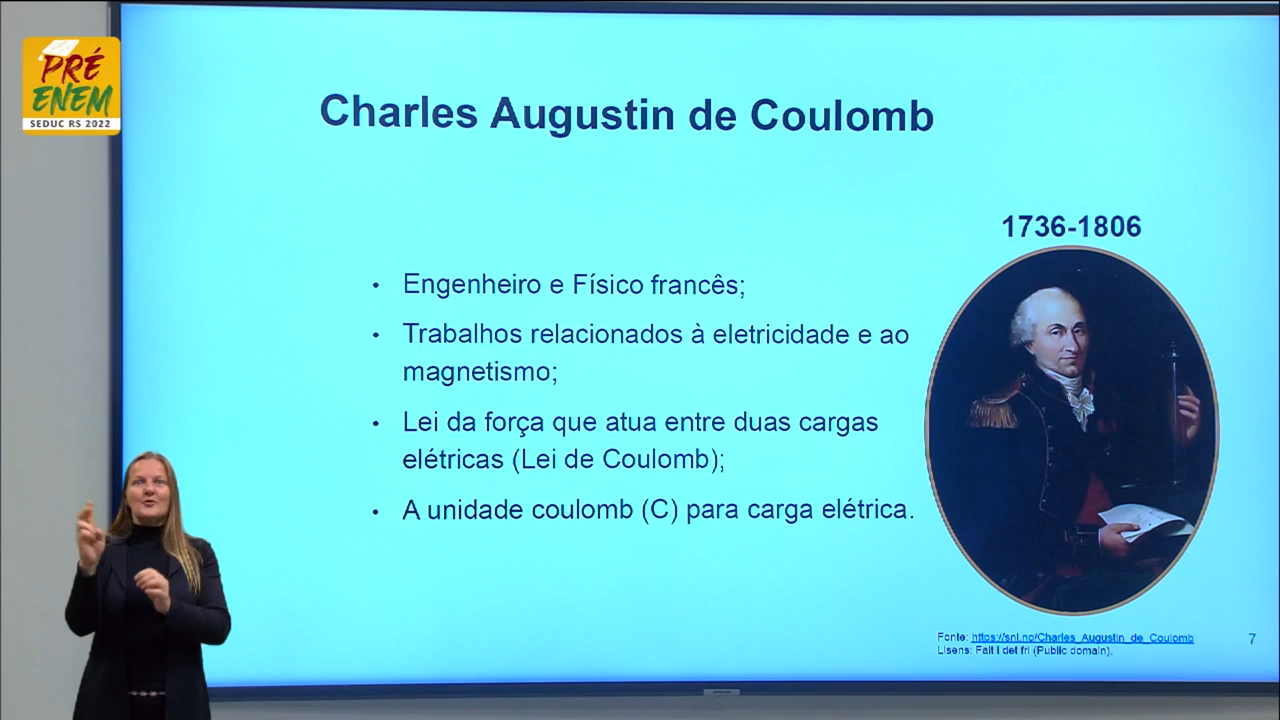 PRÉ
ENEM
SEDUC RS 2022
Charles Augustin de Coulomb
1736-1806
• Engenheiro e Físico francês;
• Trabalhos relacionados à eletricidade e ao
magnetismo;
• Lei da força que atua entre duas cargas
elétricas (Lei de Coulomb);
• A unidade coulomb (C) para carga elétrica.
Fonte: https://snl.no/Charles_Augustin_de_Coulomb
Lisens: Falt i det fri (Public domain).
7